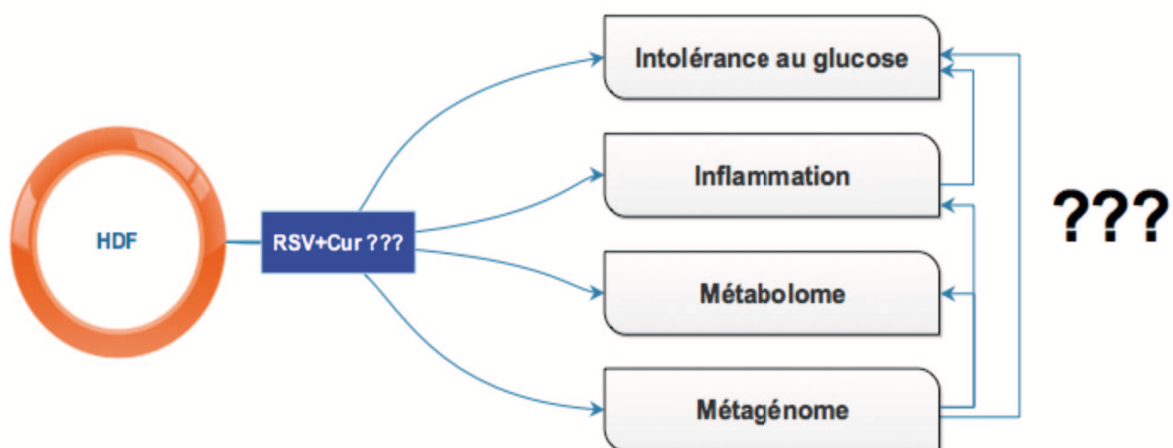 Intolérance au glucose
Inflammation
???
HDF
RSV+Cur ???
Métabolome
Métagénome